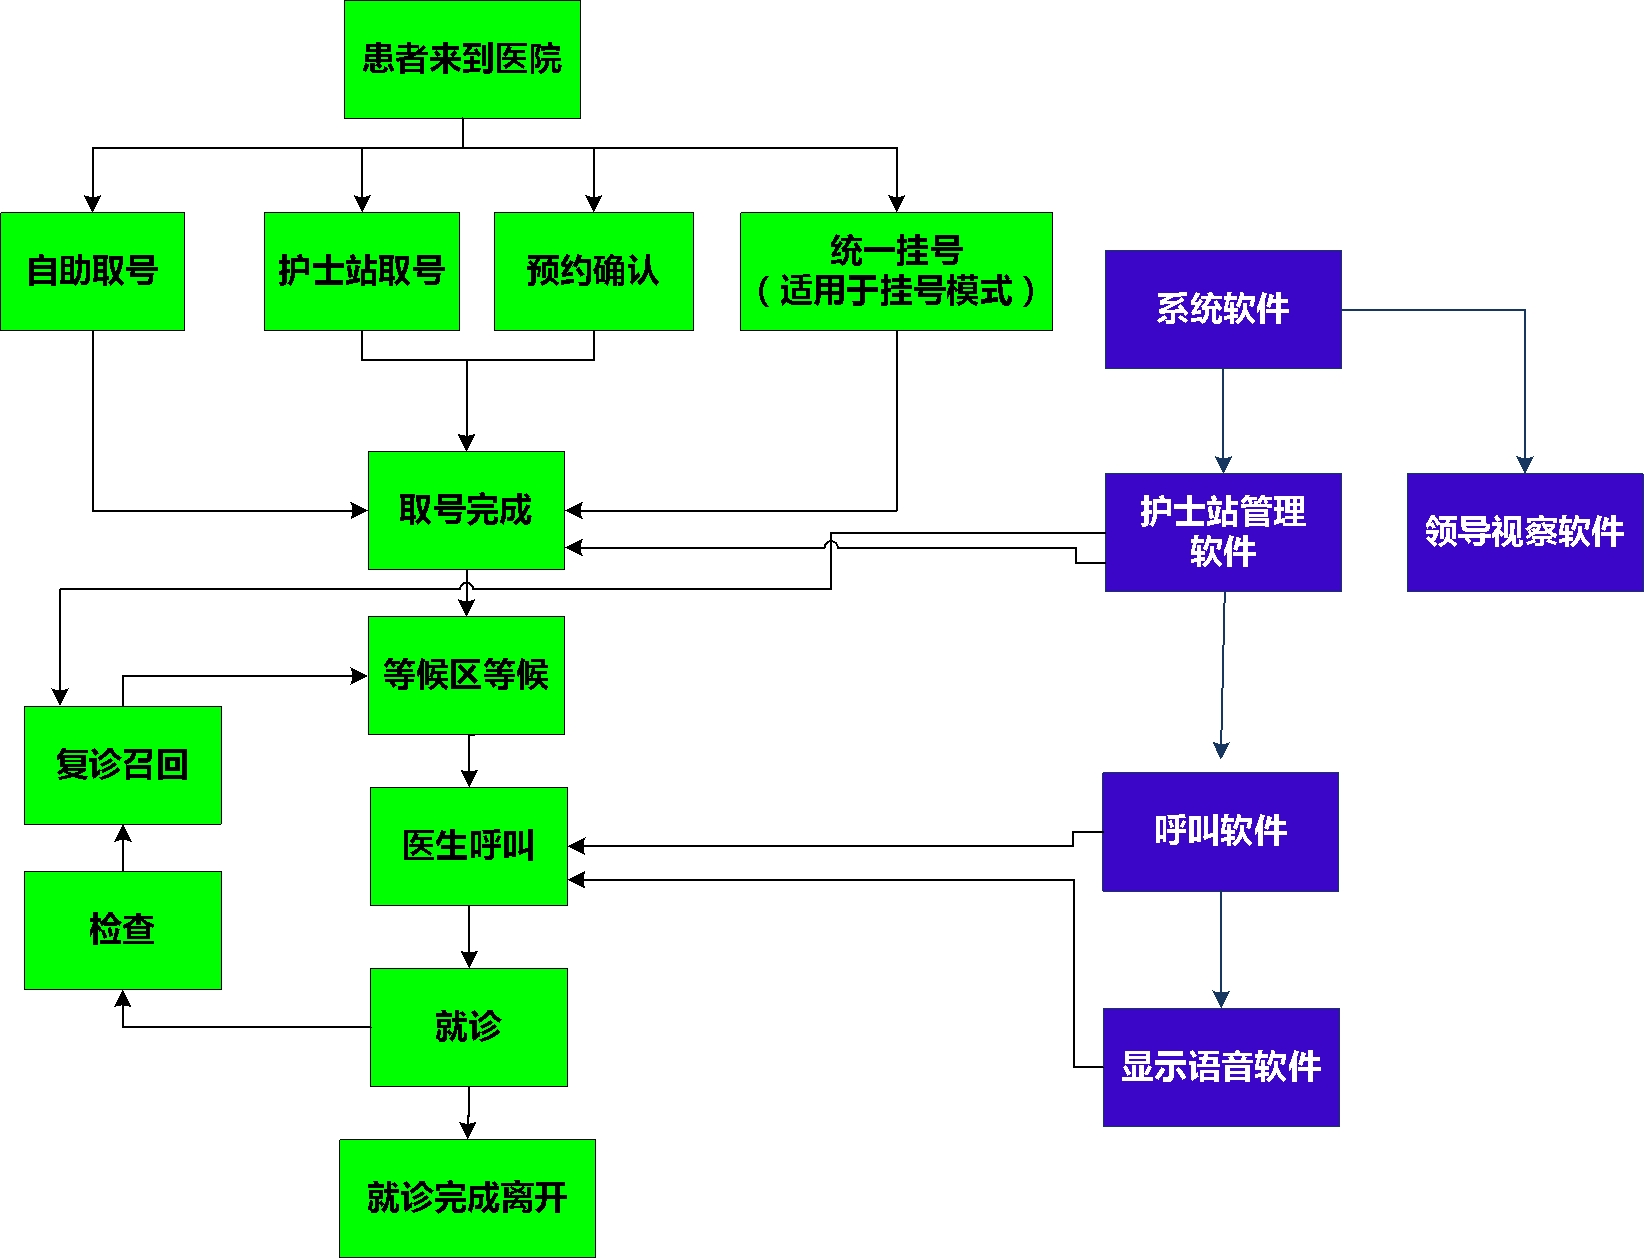 患者来到医院
自助取号
护士站取号
预约确认
统一挂号
（适用于挂号模式）
系统软件
取号完成
护士站管理
软件
领导视察软件
等候区等候
复诊召回
医生呼叫
呼叫软件
检查
就诊
显示语音软件
就诊完成离开